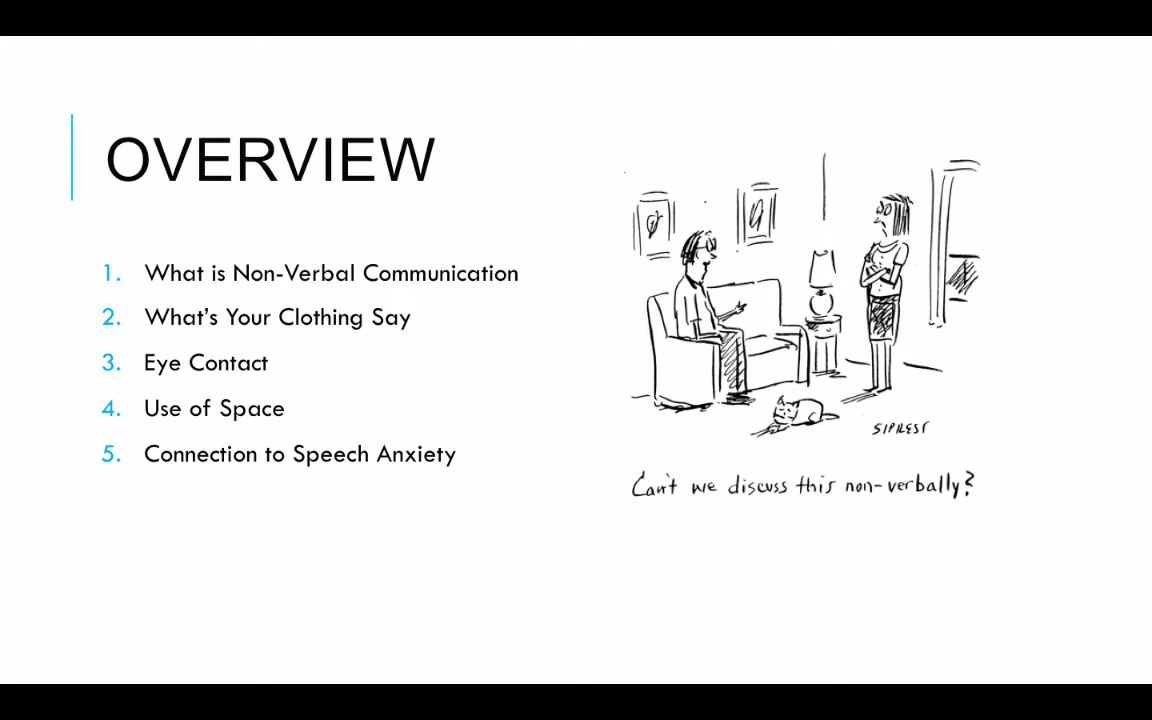 OVERVIEW
1. What is Non-Verbal Communication
2. What's Your Clothing Say
3. Eye Contact
4. Use of Space
5. Connection to Speech Anxiety
SIPRESS
Can't we discuss this non-verbally?